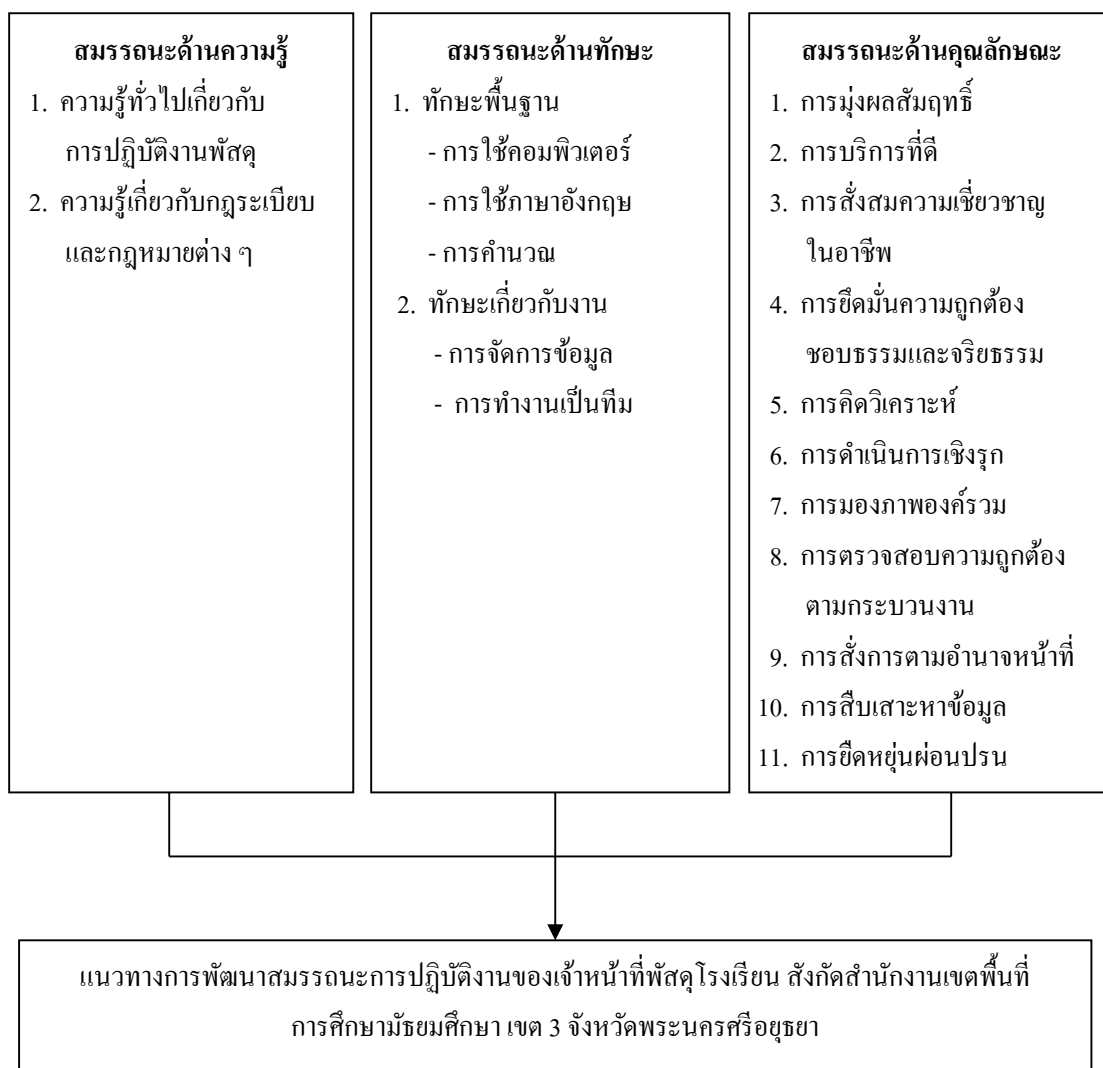 สมรรถนะด้านความรู้
1. ความรู้ทั่วไปเกี่ยวกับ
การปฏิบัติงานพัสดุ
2. ความรู้เกี่ยวกับกฎระเบียบ
และกฎหมายต่าง ๆ
สมรรถนะด้านทักษะ
1. ทักษะพื้นฐาน
- การใช้คอมพิวเตอร์
- การใช้ภาษาอังกฤษ
- การคำนวณ
2. ทักษะเกี่ยวกับงาน
- การจัดการข้อมูล
- การทำงานเป็นทีม
สมรรถนะด้านคุณลักษณะ
1. การมุ่งผลสัมฤทธิ์
2. การบริการที่ดี
3. การสั่งสมความเชี่ยวชาญ
ในอาชีพ
4. การยึดมั่นความถูกต้อง
ชอบธรรมและจริยธรรม
5. การคิดวิเคราะห์
6. การดำเนินการเชิงรุก
7. การมองภาพองค์รวม
8. การตรวจสอบความถูกต้อง
ตามกระบวนงาน
9. การสั่งการตามอำนาจหน้าที่
10. การสืบเสาะหาข้อมูล
11. การยืดหยุ่นผ่อนปรน
แนวทางการพัฒนาสมรรถนะการปฏิบัติงานของเจ้าหน้าที่พัสดุโรงเรียน สังกัดสำนักงานเขตพื้นที่
การศึกษามัธยมศึกษา เขต 3 จังหวัดพระนครศรีอยุธยา